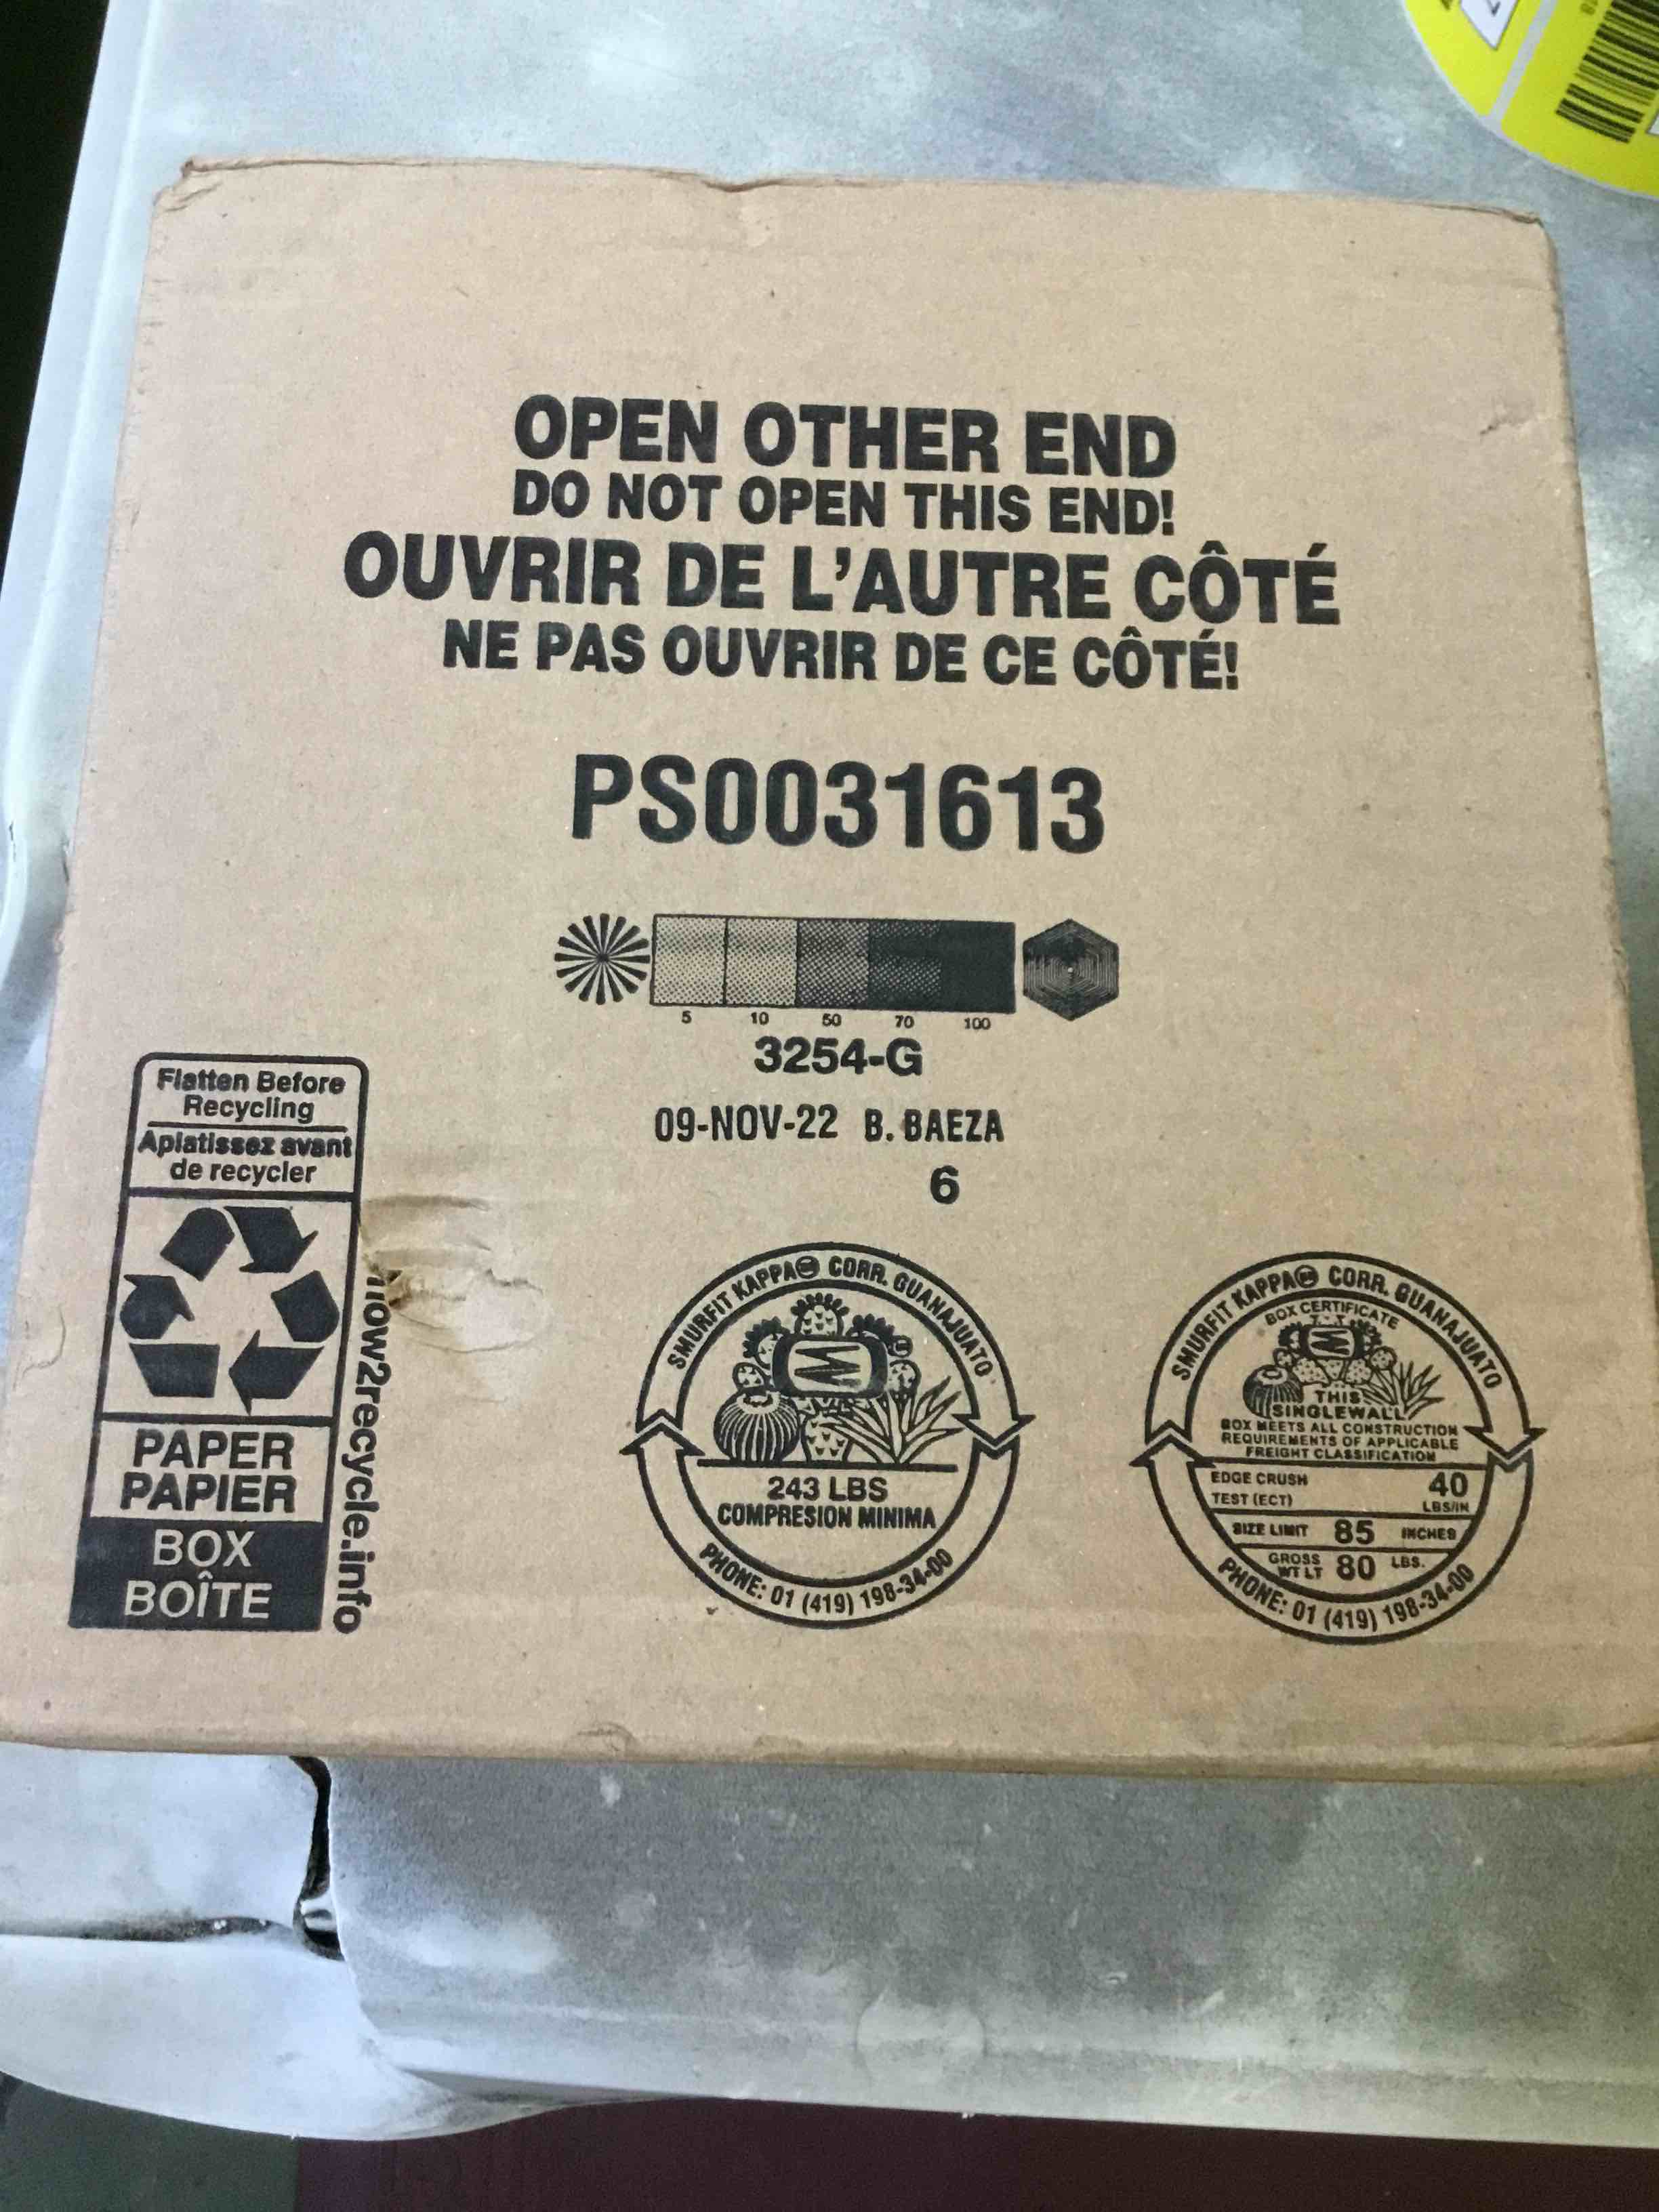 OPEN OTHER END
DO NOT OPEN THIS END!
OUVRIR DE L'AUTRE CÔTÉ
NE PAS OUVRIR DE CE CÔTÉ!
PS0031613
5 10 50 70 100
3254-G
09-NOV-22 B. BAEZA
6
Flatten Before
Recycling
Aplatissez avant
de recycler
PAPER
PAPIER
BOX
BOÎTE
how2recycle.info
SMURFIT KAPPA CORR. GUANAJUATO
243 LBS
COMPRESION MINIMA
PHONE: 01 (419) 198-34-00
SMURFIT KAPPA CORR. GUANAJUATO
BOX CERTIFICATE
THIS
SINGLEWALL
BOX MEETS ALL CONSTRUCTION
REQUIREMENTS OF APPLICABLE
FREIGHT CLASSIFICATION
EDGE CRUSH
TEST (ECT) 40
LBS/IN
SIZE LIMIT 85 INCHES
GROSS
WT LT 80 LBS.
PHONE: 01 (419) 198-34-00